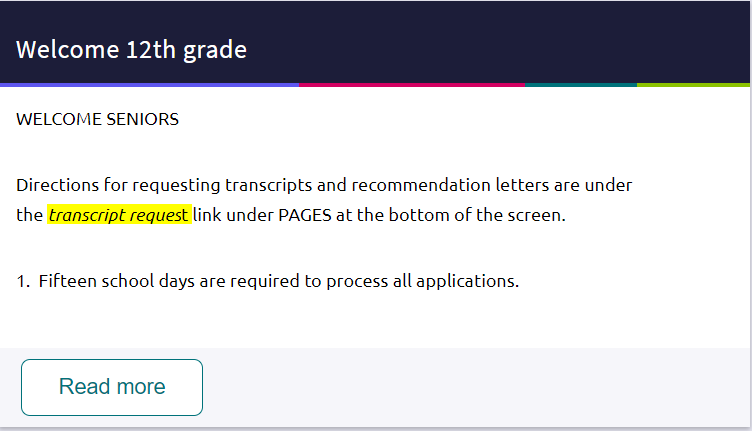 Welcome 12th grade
WELCOME SENIORS
Directions for requesting transcripts and recommendation letters are under
the transcript request link under PAGES at the bottom of the screen.
1. Fifteen school days are required to process all applications.
Read more